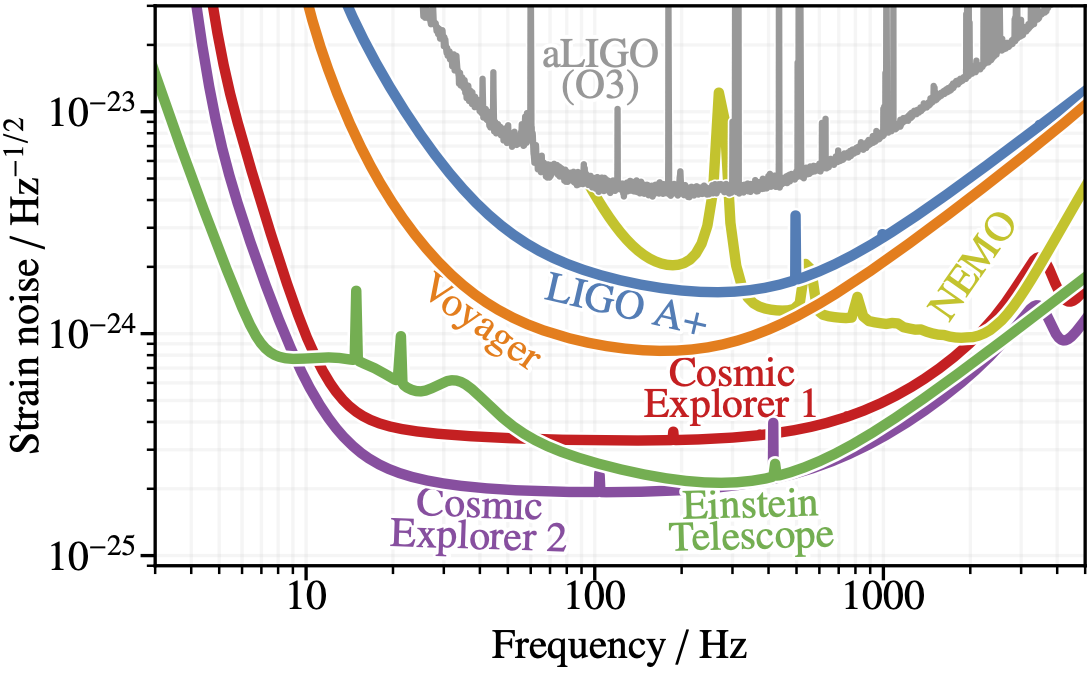 aLIGO
(O3)
10−23
10−24
10−25
Strain noise / Hz−1/2
NEMO
LIGO A+
Voyager
Cosmic
Explorer 1
Cosmic
Explorer 2
Einstein
Telescope
10
100
1000
Frequency / Hz